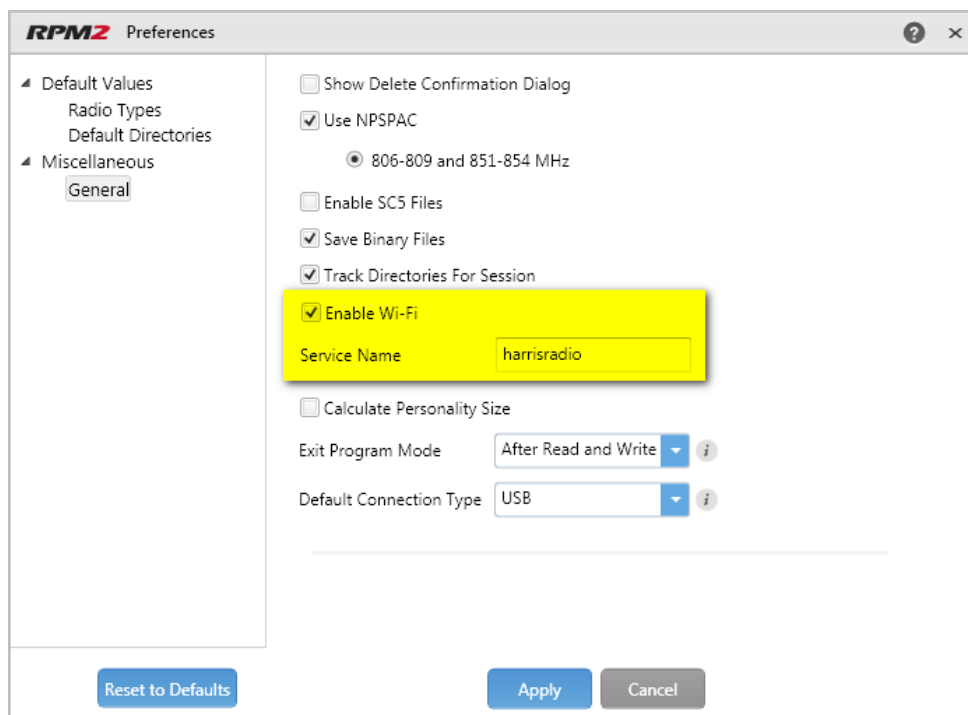 RPM2 Preferences
Default Values
Radio Types
Default Directories
Miscellaneous
General
Show Delete Confirmation Dialog
Use NPSPAC
806-809 and 851-854 MHz
Enable SC5 Files
Save Binary Files
Track Directories For Session
Enable Wi-Fi
Service Name harrisradio
Calculate Personality Size
Exit Program Mode After Read and Write
Default Connection Type USB
Reset to Defaults Apply Cancel